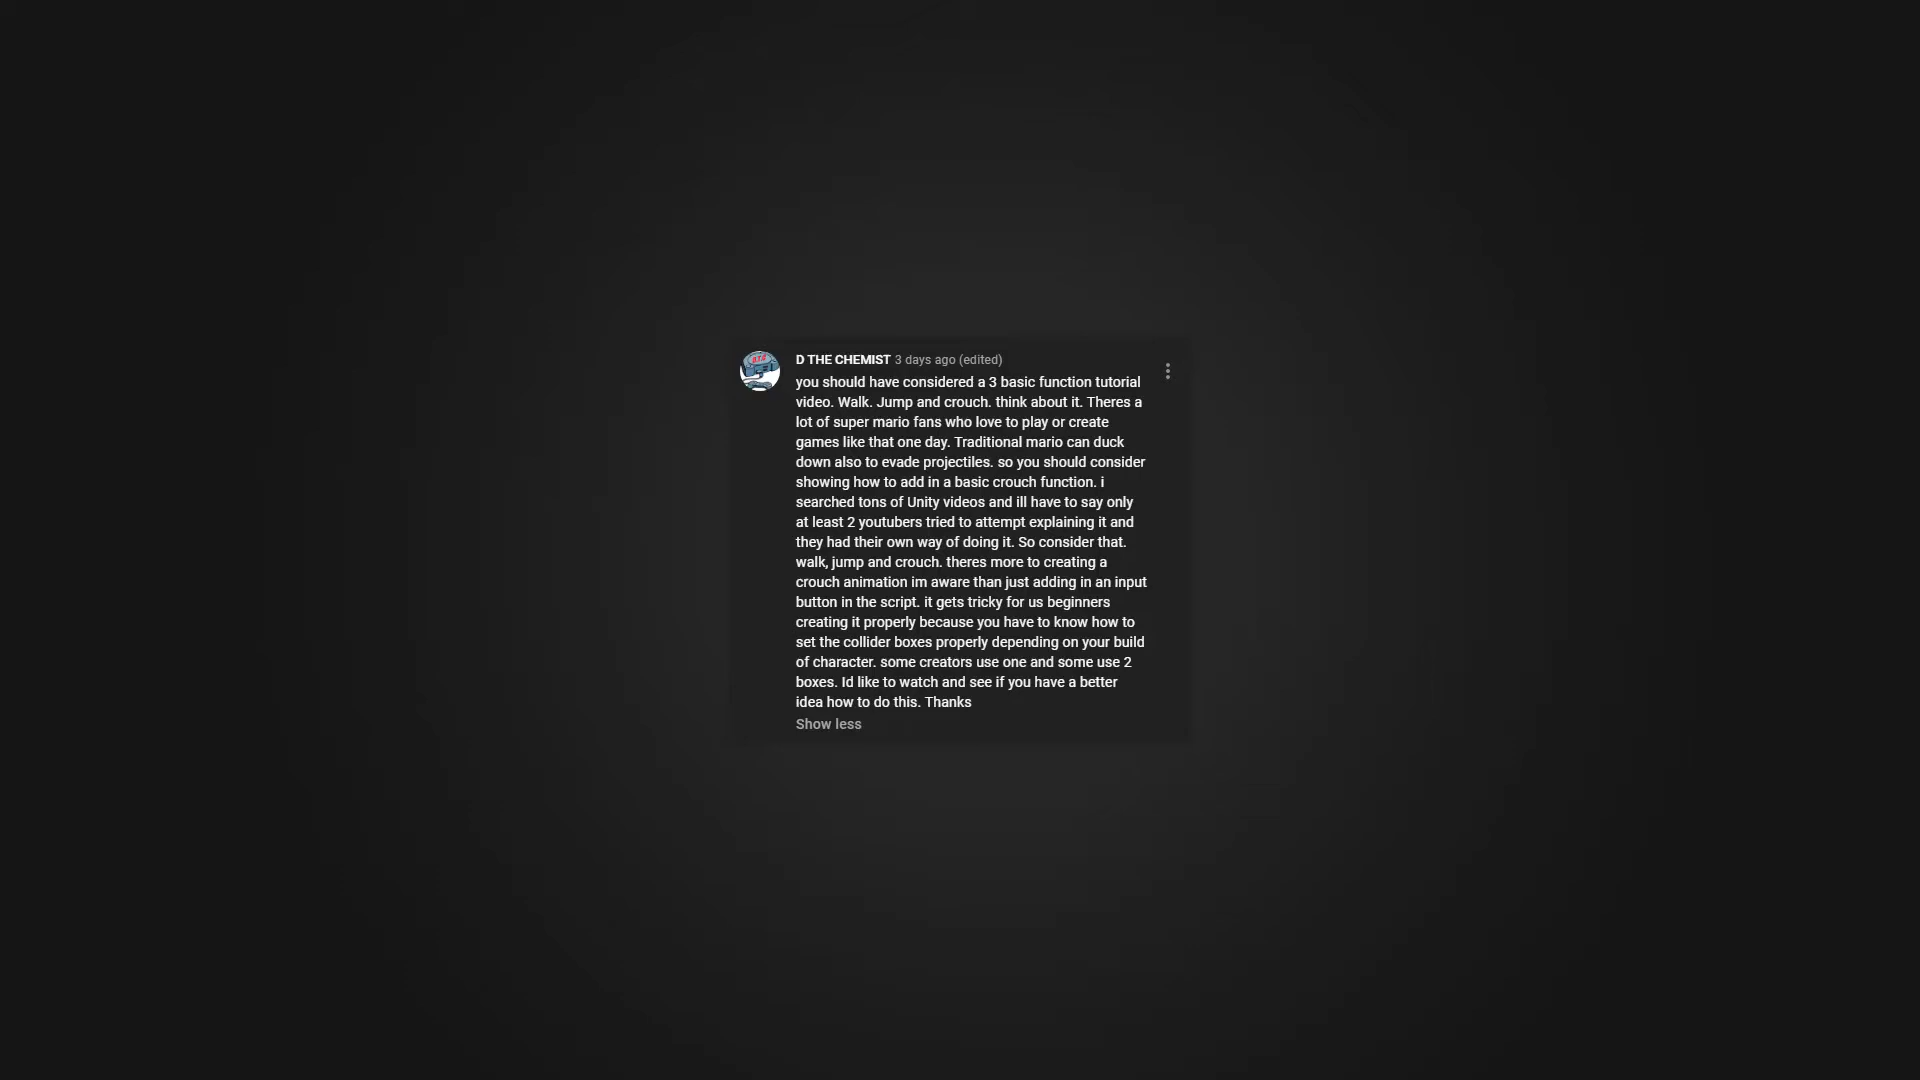 D THE CHEMIST 3 days ago (edited)
you should have considered a 3 basic function tutorial
video. Walk. Jump and crouch. think about it. Theres a
lot of super mario fans who love to play or create
games like that one day. Traditional mario can duck
down also to evade projectiles. so you should consider
showing how to add in a basic crouch function. i
searched tons of Unity videos and ill have to say only
at least 2 youtubers tried to attempt explaining it and
they had their own way of doing it. So consider that.
walk, jump and crouch. theres more to creating a
crouch animation im aware than just adding in an input
button in the script. it gets tricky for us beginners
creating it properly because you have to know how to
set the collider boxes properly depending on your build
of character. some creators use one and some use 2
boxes. Id like to watch and see if you have a better
idea how to do this. Thanks
Show less